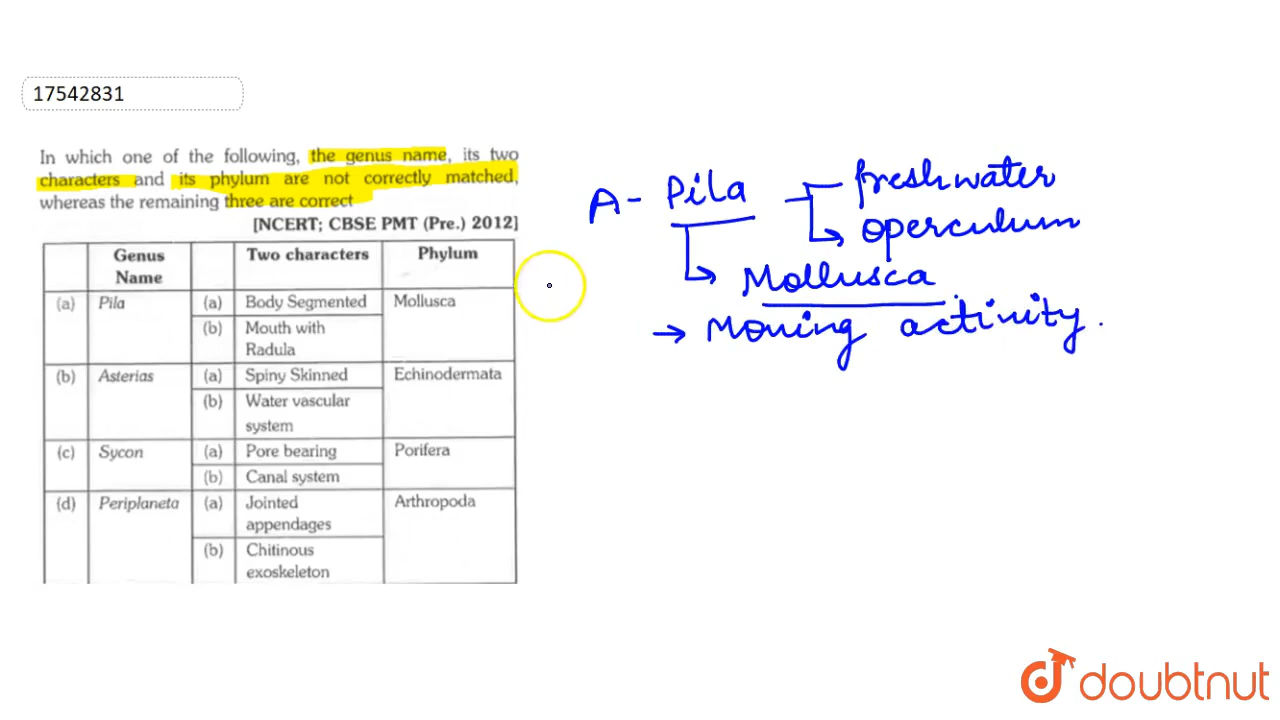 17542831
In which one of the following, the genus name, its two
characters and its phylum are not correctly matched,
whereas the remaining three are correct
[NCERT; CBSE PMT (Pre.) 2012]
Genus Name Two characters Phylum
(a) Pila (a) Body Segmented Mollusca
(b) Mouth with
Radula
(b) Asterias (a) Spiny Skinned Echinodermata
(b) Water vascular
system
(c) Sycon (a) Pore bearing Porifera
(b) Canal system
(d) Periplaneta (a) Jointed Arthropoda
appendages
(b) Chitinous
exoskeleton
A - Pila freshwater
operculum
Mollusca
→ Moning activity.
doubtnut